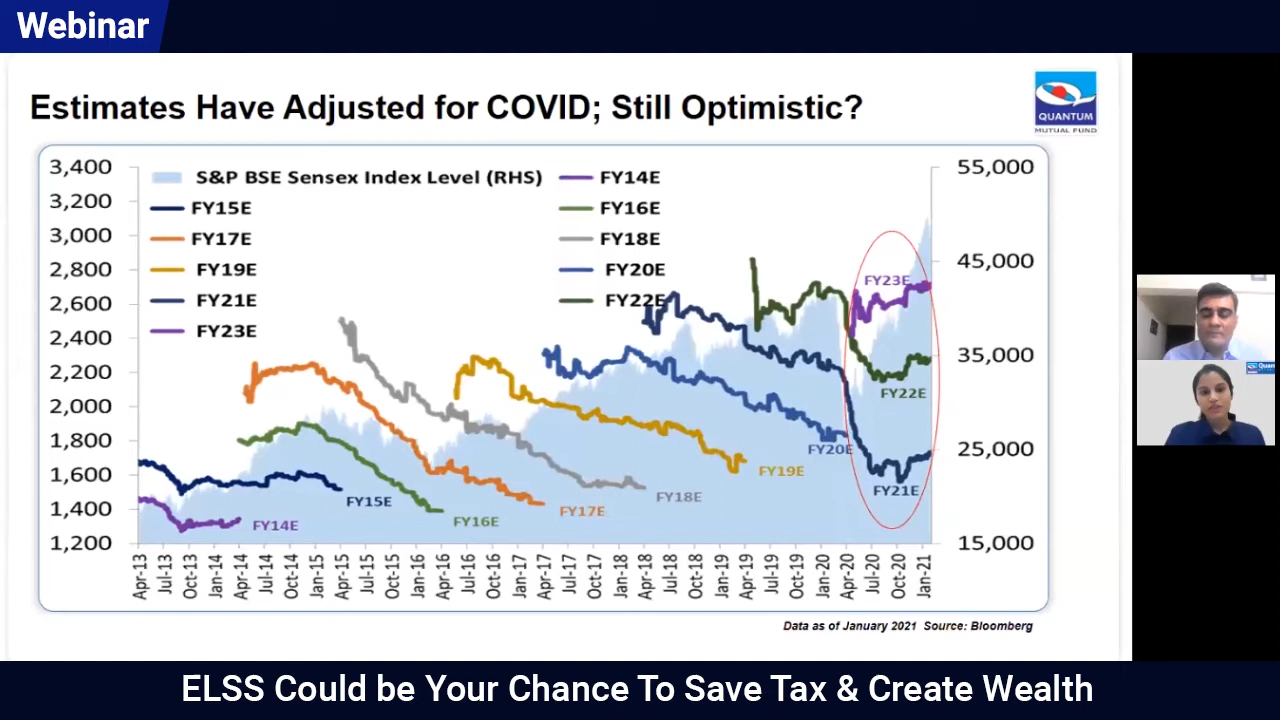 Webinar
Estimates Have Adjusted for COVID; Still Optimistic?
QUANTUM
MUTUAL FUND
3,400
3,200
3,000
2,800
2,600
2,400
2,200
2,000
1,800
1,600
1,400
1,200
S&P BSE Sensex Index Level (RHS)
FY14E
FY15E
FY16E
FY17E
FY18E
FY19E
FY20E
FY21E
FY22E
FY23E
55,000
45,000
35,000
25,000
15,000
FY14E
FY15E
FY16E
FY17E
FY18E
FY19E
FY20E
FY21E
FY22E
FY23E
Apr-13
Jul-13
Oct-13
Jan-14
Apr-14
Jul-14
Oct-14
Jan-15
Apr-15
Jul-15
Oct-15
Jan-16
Apr-16
Jul-16
Oct-16
Jan-17
Apr-17
Jul-17
Oct-17
Jan-18
Apr-18
Jul-18
Oct-18
Jan-19
Apr-19
Jul-19
Oct-19
Jan-20
Apr-20
Jul-20
Oct-20
Jan-21
Data as of January 2021 Source: Bloomberg
Quan
ELSS Could be Your Chance To Save Tax & Create Wealth